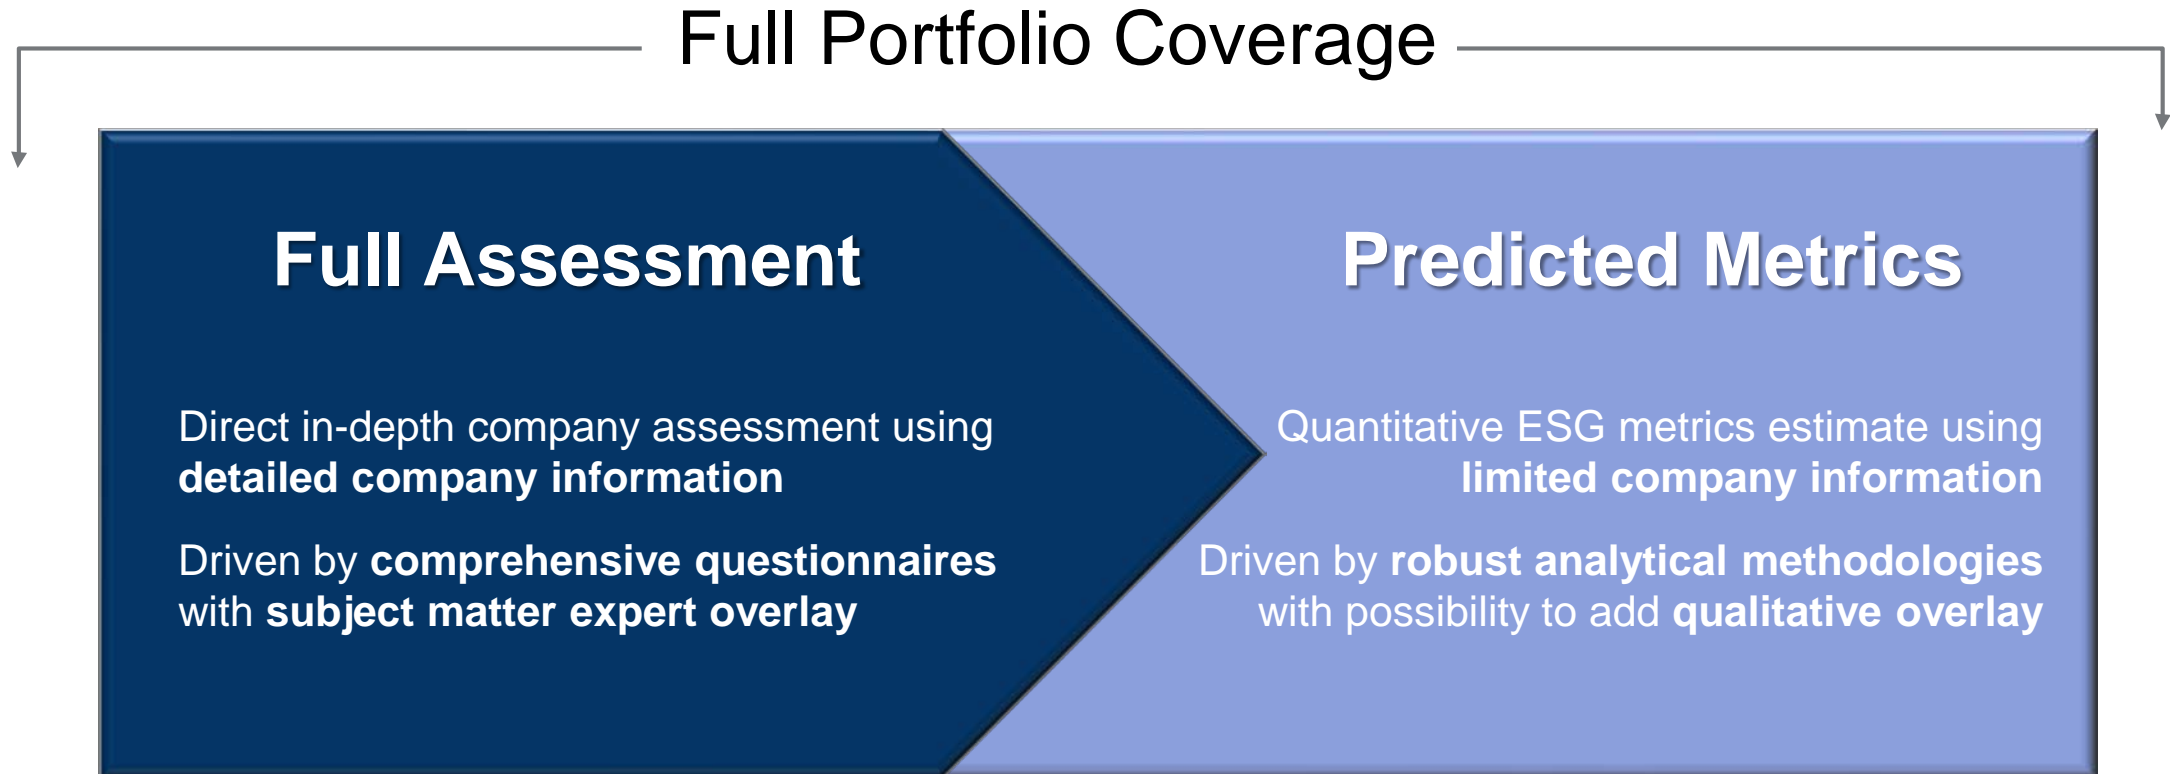 Full Portfolio Coverage
Full Assessment
Direct in-depth company assessment using
detailed company information
Driven by comprehensive questionnaires
with subject matter expert overlay
Predicted Metrics
Quantitative ESG metrics estimate using
limited company information
Driven by robust analytical methodologies
with possibility to add qualitative overlay